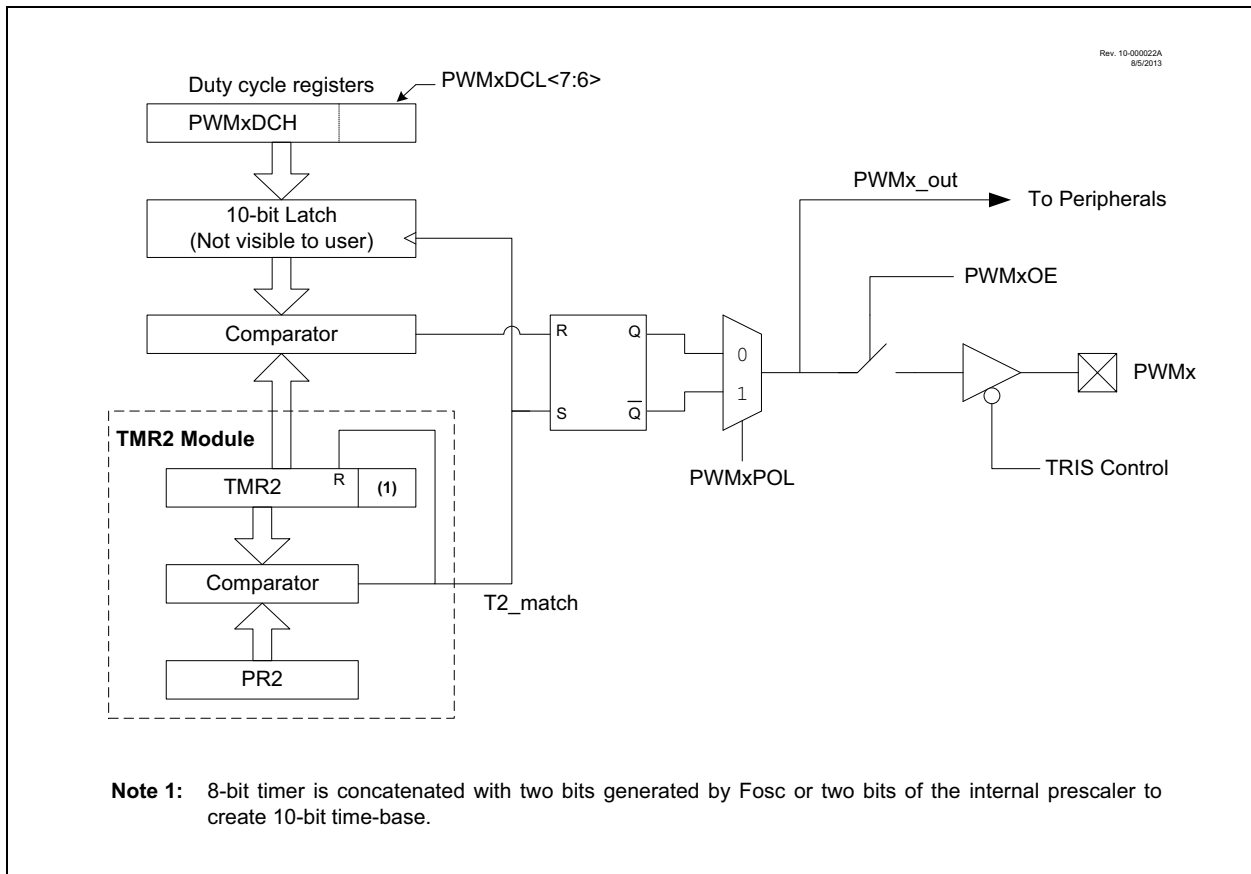 Rev. 10-000022A
8/5/2013
Duty cycle registers
PWMxDCL<7:6>
PWMxDCH
10-bit Latch
(Not visible to user)
Comparator
TMR2 Module
TMR2
R
(1)
Comparator
PR2
T2_match
R
Q
S
Q̅
0
1
PWMxPOL
PWMx_out
To Peripherals
PWMxOE
PWMx
TRIS Control
Note 1: 8-bit timer is concatenated with two bits generated by Fosc or two bits of the internal prescaler to
create 10-bit time-base.